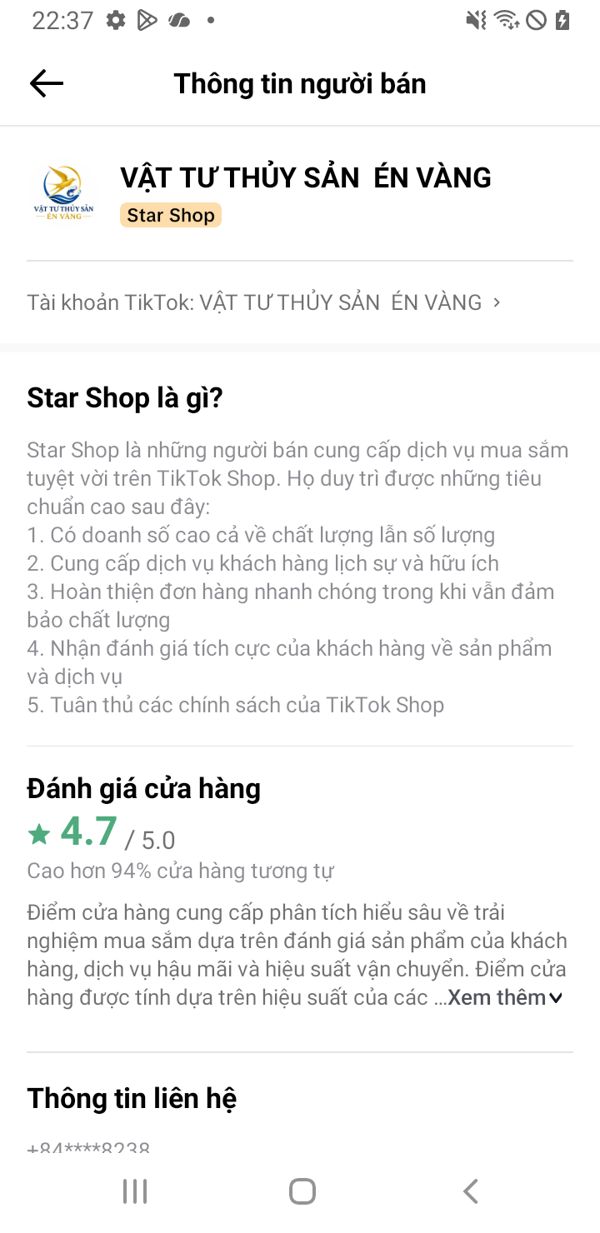 22:37
Thông tin người bán
VẬT TƯ THỦY SẢN ÉN VÀNG
VẬT TƯ THỦY SẢN
ÉN VÀNG
Star Shop
Tài khoản TikTok: VẬT TƯ THỦY SẢN ÉN VÀNG
Star Shop là gì?
Star Shop là những người bán cung cấp dịch vụ mua sắm
tuyệt vời trên TikTok Shop. Họ duy trì được những tiêu
chuẩn cao sau đây:
1. Có doanh số cao cả về chất lượng lẫn số lượng
2. Cung cấp dịch vụ khách hàng lịch sự và hữu ích
3. Hoàn thiện đơn hàng nhanh chóng trong khi vẫn đảm
bảo chất lượng
4. Nhận đánh giá tích cực của khách hàng về sản phẩm
và dịch vụ
5. Tuân thủ các chính sách của TikTok Shop
Đánh giá cửa hàng
4.7 / 5.0
Cao hơn 94% cửa hàng tương tự
Điểm cửa hàng cung cấp phân tích hiểu sâu về trải
nghiệm mua sắm dựa trên đánh giá sản phẩm của khách
hàng, dịch vụ hậu mãi và hiệu suất vận chuyển. Điểm cửa
hàng được tính dựa trên hiệu suất của các ...Xem thêm
Thông tin liên hệ
+84****8238